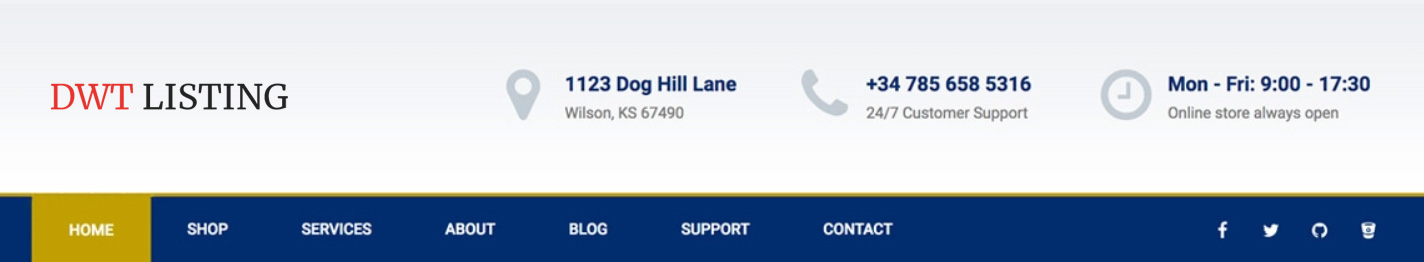 DWT LISTING
1123 Dog Hill Lane
Wilson, KS 67490
+34 785 658 5316
24/7 Customer Support
Mon - Fri: 9:00 - 17:30
Online store always open
HOME SHOP SERVICES ABOUT BLOG SUPPORT CONTACT